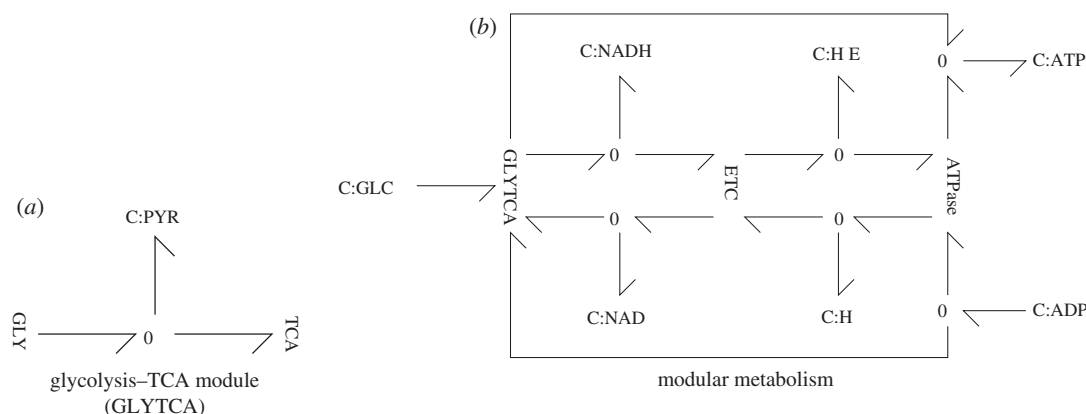 (a)
C:PYR
GLY
0
TCA
glycolysis–TCA module
(GLYTCA)
(b)
C:NADH
C:H E
0
C:ATP
C:GLC
GLYTCA
0
ETC
0
ATPase
0
0
C:NAD
C:H
0
C:ADP
modular metabolism